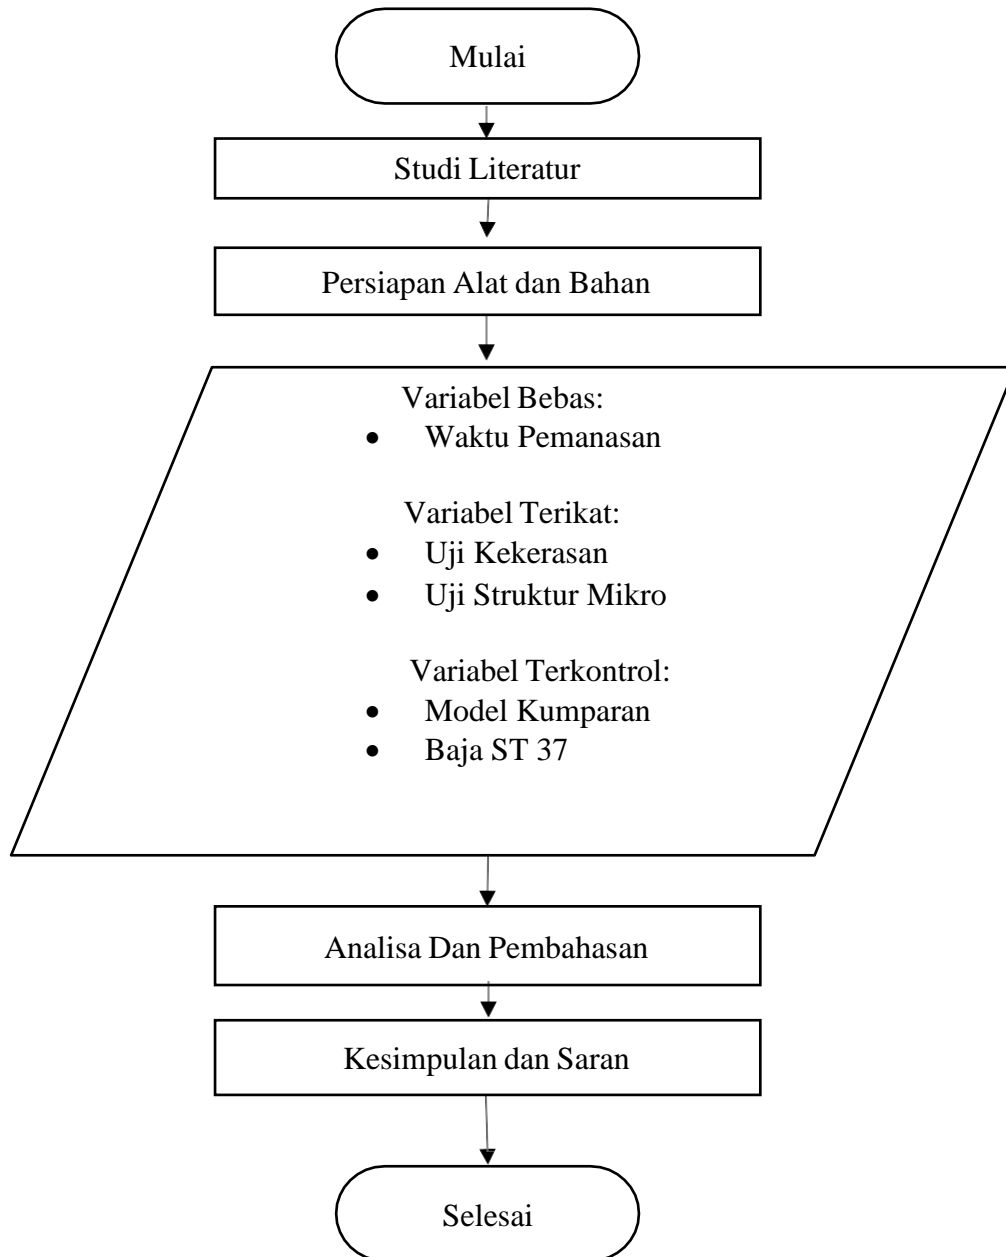 Mulai
Studi Literatur
Persiapan Alat dan Bahan
Variabel Bebas:
• Waktu Pemanasan
Variabel Terikat:
• Uji Kekerasan
• Uji Struktur Mikro
Variabel Terkontrol:
• Model Kumparan
• Baja ST 37
Analisa Dan Pembahasan
Kesimpulan dan Saran
Selesai